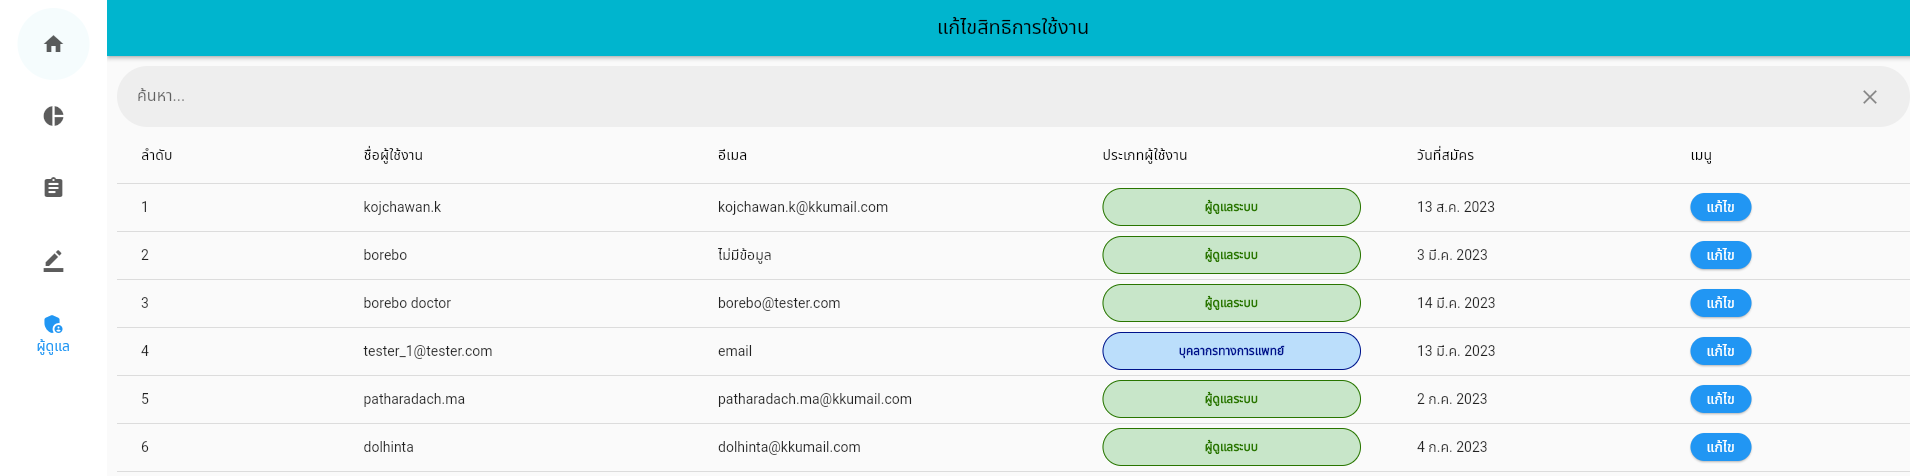 แก้ไขสิทธิการใช้งาน
ค้นหา...
ลำดับ ชื่อผู้ใช้งาน อีเมล ประเภทผู้ใช้งาน วันที่สมัคร เมนู
1 kojchawan.k kojchawan.k@kkumail.com ผู้ดูแลระบบ 13 ส.ค. 2023 แก้ไข
2 borebo ไม่มีข้อมูล ผู้ดูแลระบบ 3 มี.ค. 2023 แก้ไข
3 borebo doctor borebo@tester.com ผู้ดูแลระบบ 14 มี.ค. 2023 แก้ไข
4 tester_1@tester.com email บุคลากรทางการแพทย์ 13 มี.ค. 2023 แก้ไข
5 patharadach.ma patharadach.ma@kkumail.com ผู้ดูแลระบบ 2 ก.ค. 2023 แก้ไข
6 dolhinta dolhinta@kkumail.com ผู้ดูแลระบบ 4 ก.ค. 2023 แก้ไข
ผู้ดูแล